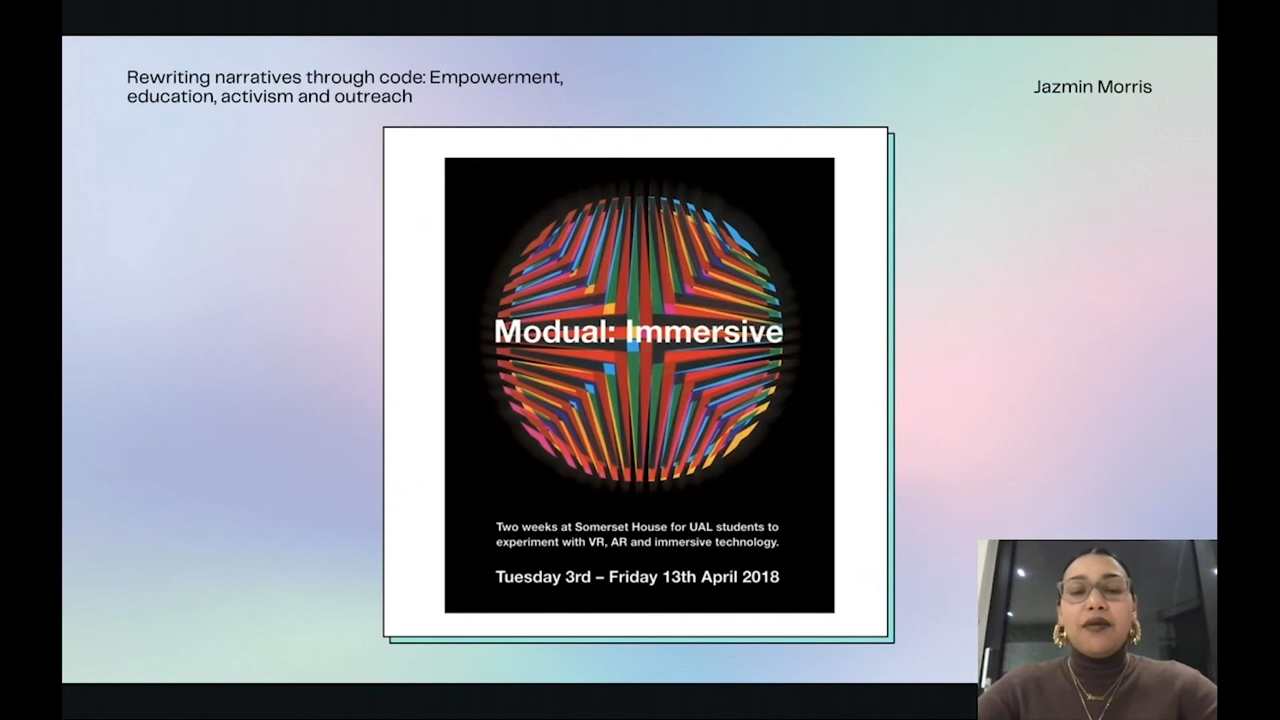 Rewriting narratives through code: Empowerment,
education, activism and outreach
Jazmin Morris
Modual: Immersive
Two weeks at Somerset House for UAL students to
experiment with VR, AR and immersive technology.
Tuesday 3rd – Friday 13th April 2018